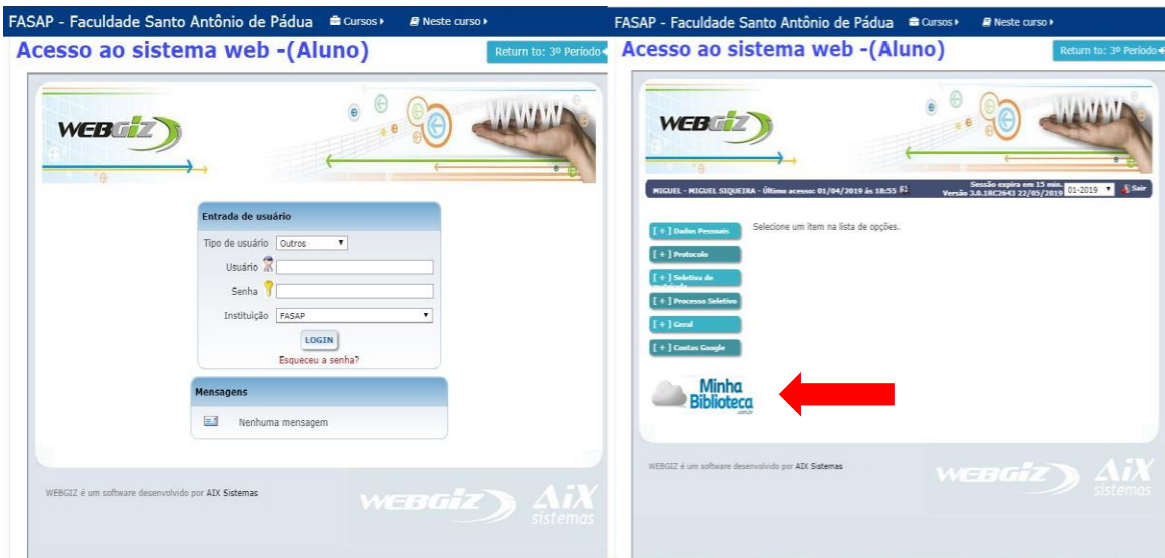 FASAP - Faculdade Santo Antônio de Pádua Cursos Neste curso
Acesso ao sistema web -(Aluno)
Return to: 3º Período
WEBGIZ
WWW
Entrada de usuário
Tipo de usuário Outros
Usuário
Senha
Instituição FASAP
LOGIN
Esqueceu a senha?
Mensagens
Nenhuma mensagem
WEBGIZ é um software desenvolvido por AIX Sistemas
WEBGIZ AiX sistemas
FASAP - Faculdade Santo Antônio de Pádua Cursos Neste curso
Acesso ao sistema web -(Aluno)
Return to: 3º Período
WEBGIZ
WWW
MIGUEL - MIGUEL SIQUEIRA - Último acesso: 01/04/2019 ás 18:55
Sessão expira em 15 min.
Versão 3.0.1RC2643 22/05/2019
01-2019 Sair
[ + ] Dados Pessoais
Selecione um item na lista de opções.
[ + ] Protocolo
[ + ] Seletiva de
[ + ] Processo Seletivo
[ + ] Geral
[ + ] Contas Google
Minha
Biblioteca
.com.br
WEBGIZ é um software desenvolvido por AIX Sistemas
WEBGIZ AiX sistemas